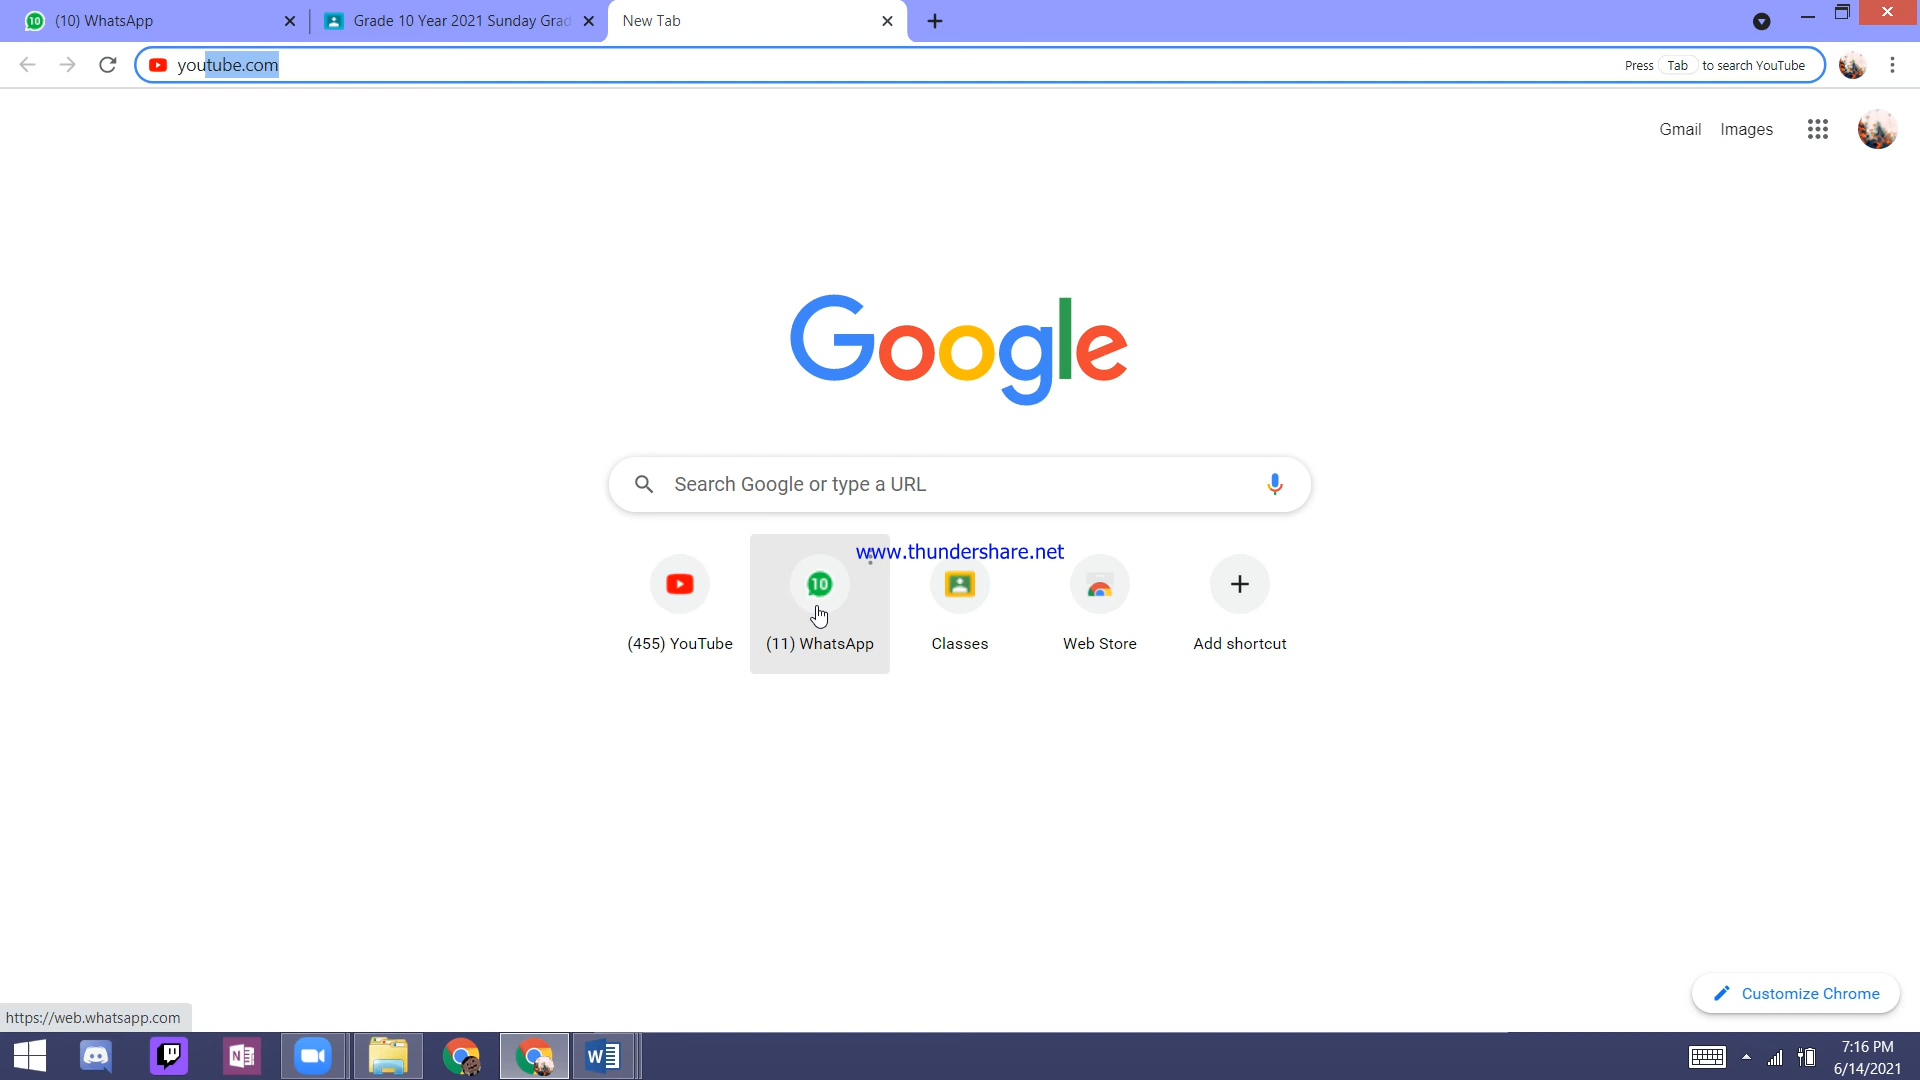 (10) WhatsApp
Grade 10 Year 2021 Sunday Grad
New Tab
youtube.com
Press Tab to search YouTube
Gmail Images
Google
Search Google or type a URL
www.thundershare.net
10
(455) YouTube
(11) WhatsApp
Classes
Web Store
Add shortcut
Customize Chrome
https://web.whatsapp.com
7:16 PM
6/14/2021